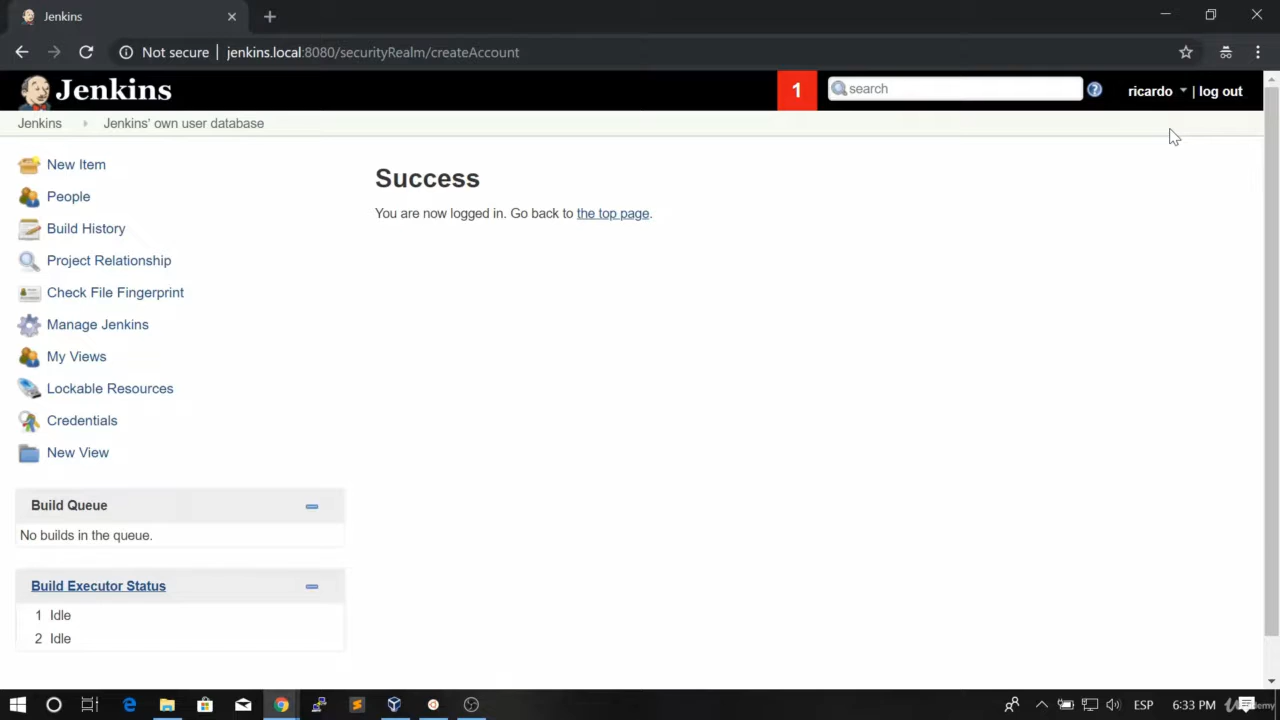 Jenkins
Not secure | jenkins.local:8080/securityRealm/createAccount
Jenkins
1
search
ricardo | log out
Jenkins
Jenkins' own user database
New Item
People
Build History
Project Relationship
Check File Fingerprint
Manage Jenkins
My Views
Lockable Resources
Credentials
New View
Success
You are now logged in. Go back to the top page.
Build Queue
No builds in the queue.
Build Executor Status
1 Idle
2 Idle
ESP
6:33 PM